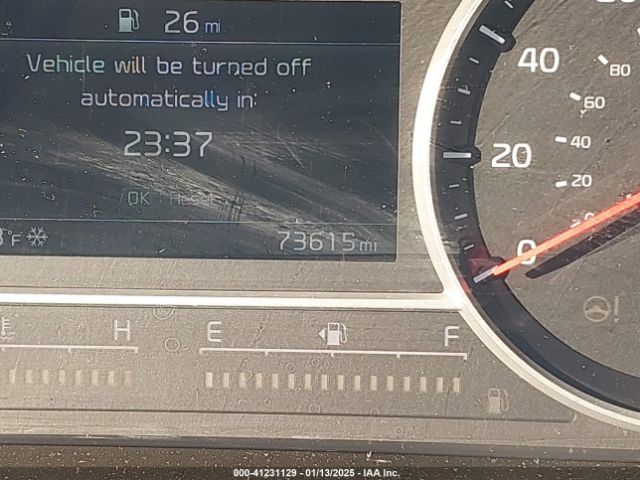 26 mi
Vehicle will be turned off
automatically in:
23:37
OK : Reset
°F
73615 mi
40
20
0
80
60
40
20
H
E
F
!
000-41231129 - 01/13/2025 - IAA Inc.